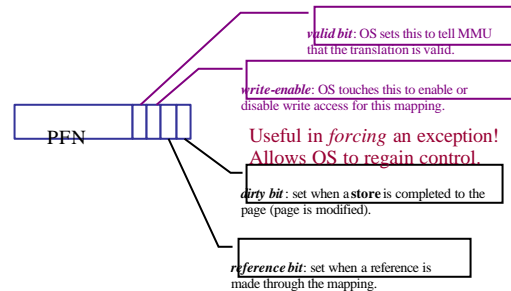 valid bit: OS sets this to tell MMU
that the translation is valid.
write-enable: OS touches this to enable or
disable write access for this mapping.
PFN
Useful in forcing an exception!
Allows OS to regain control.
dirty bit: set when a store is completed to the
page (page is modified).
reference bit: set when a reference is
made through the mapping.